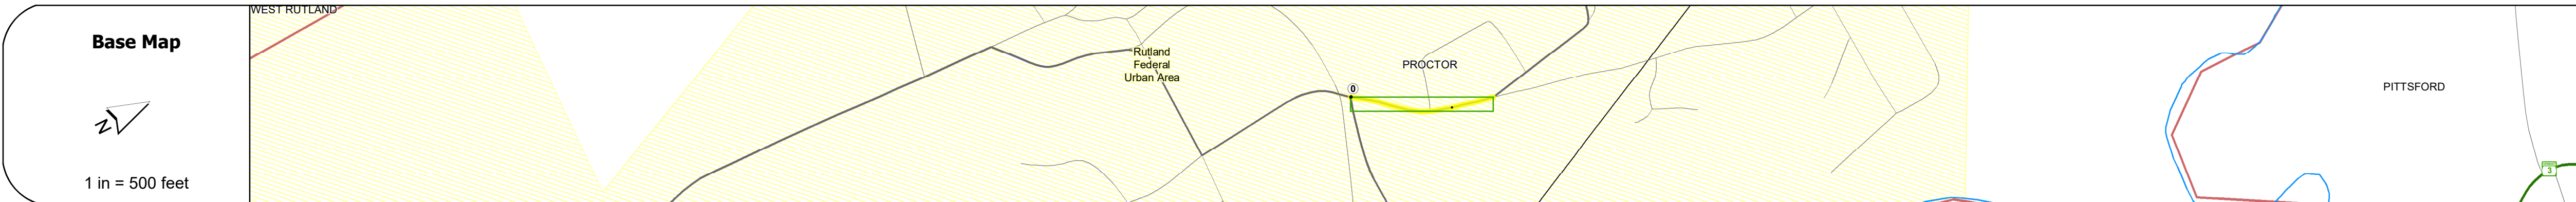 Base Map
N
1 in = 500 feet
WEST RUTLAND
Rutland
Federal
Urban Area
0
PROCTOR
PITTSFORD
3